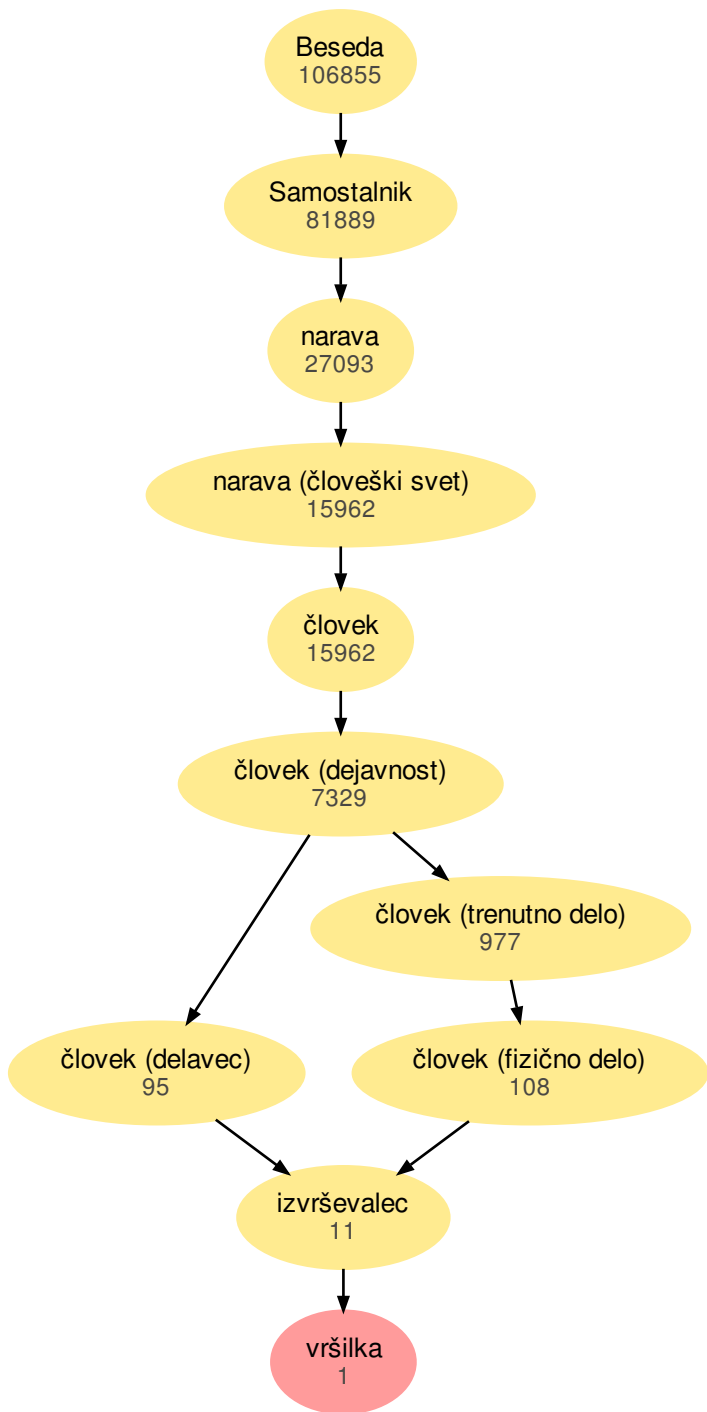 Beseda
106855
Samostalnik
81889
narava
27093
narava (človeški svet)
15962
človek
15962
človek (dejavnost)
7329
človek (trenutno delo)
977
človek (delavec)
95
človek (fizično delo)
108
izvrševalec
11
vršilka
1